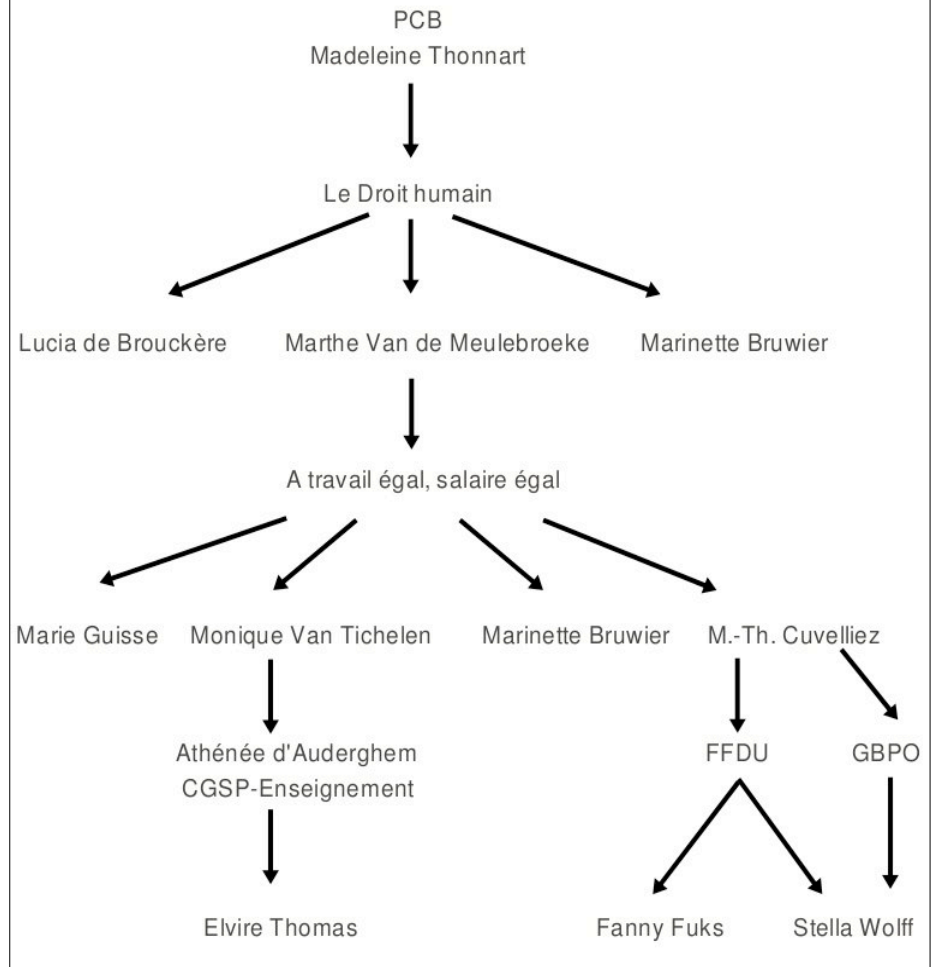 PCB
Madeleine Thonnart
Le Droit humain
Lucia de Brouckère
Marthe Van de Meulebroeke
Marinette Bruwier
A travail égal, salaire égal
Marie Guisse
Monique Van Tichelen
Marinette Bruwier
M.-Th. Cuvelliez
Athénée d'Auderghem
CGSP-Enseignement
FFDU
GBPO
Elvire Thomas
Fanny Fuks
Stella Wolff